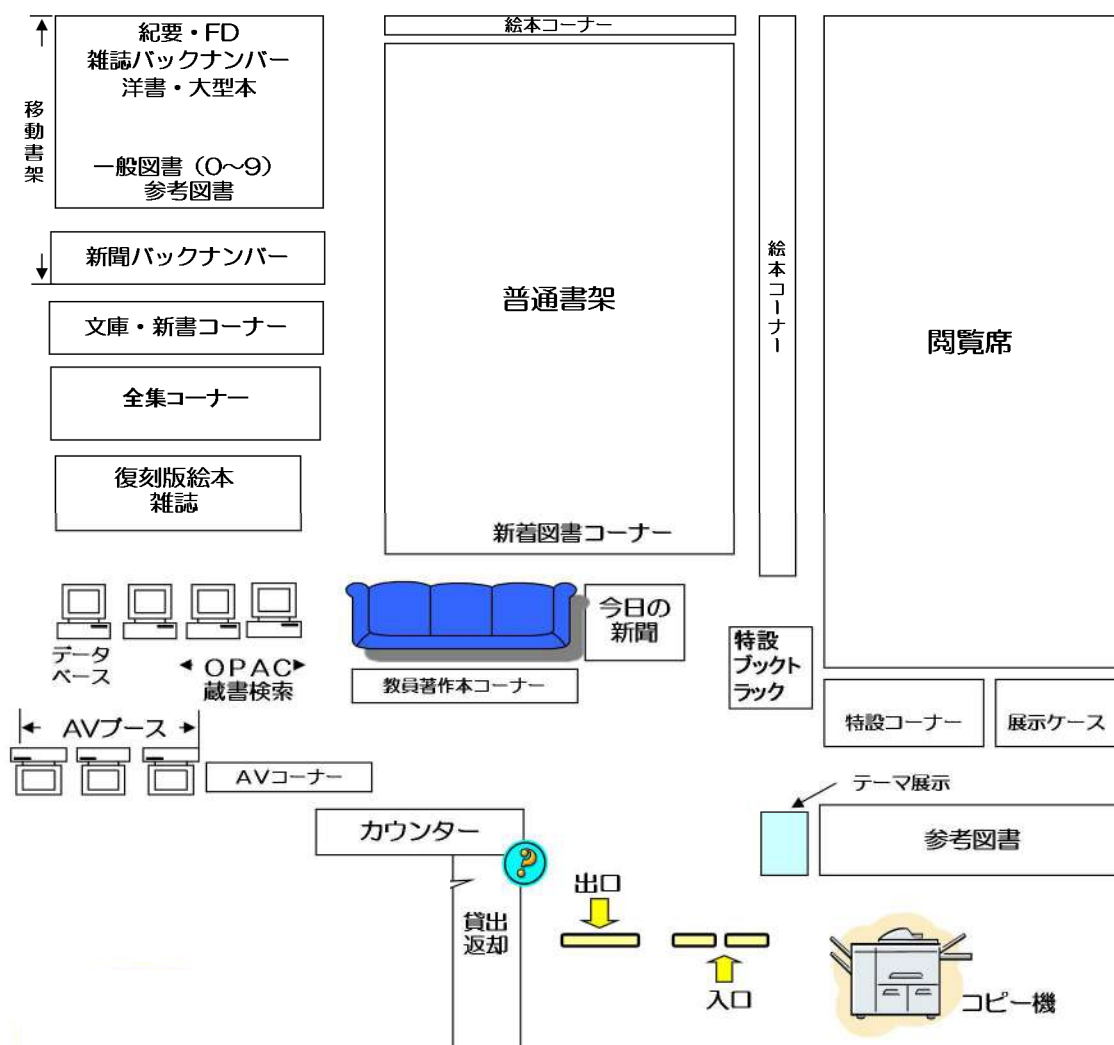 絵本コーナー
紀要・FD
雑誌バックナンバー
洋書・大型本
一般図書（0～9）
参考図書
移動書架
新聞バックナンバー
文庫・新書コーナー
全集コーナー
復刻版絵本
雑誌
普通書架
新着図書コーナー
絵本コーナー
閲覧席
データ
ベース
OPAC
蔵書検索
今日の
新聞
教員著作本コーナー
特設
ブックト
ラック
特設コーナー
展示ケース
AVブース
AVコーナー
テーマ展示
参考図書
カウンター
?
貸出
返却
出口
入口
コピー機